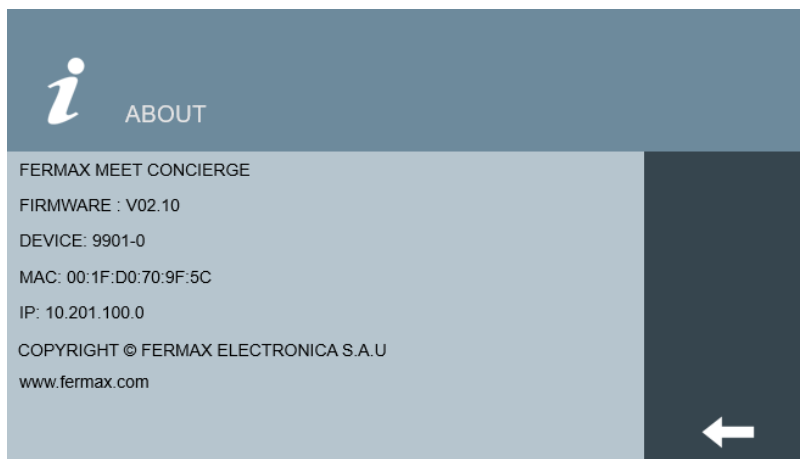 i
ABOUT
FERMAX MEET CONCIERGE
FIRMWARE : V02.10
DEVICE: 9901-0
MAC: 00:1F:D0:70:9F:5C
IP: 10.201.100.0
COPYRIGHT © FERMAX ELECTRONICA S.A.U
www.fermax.com